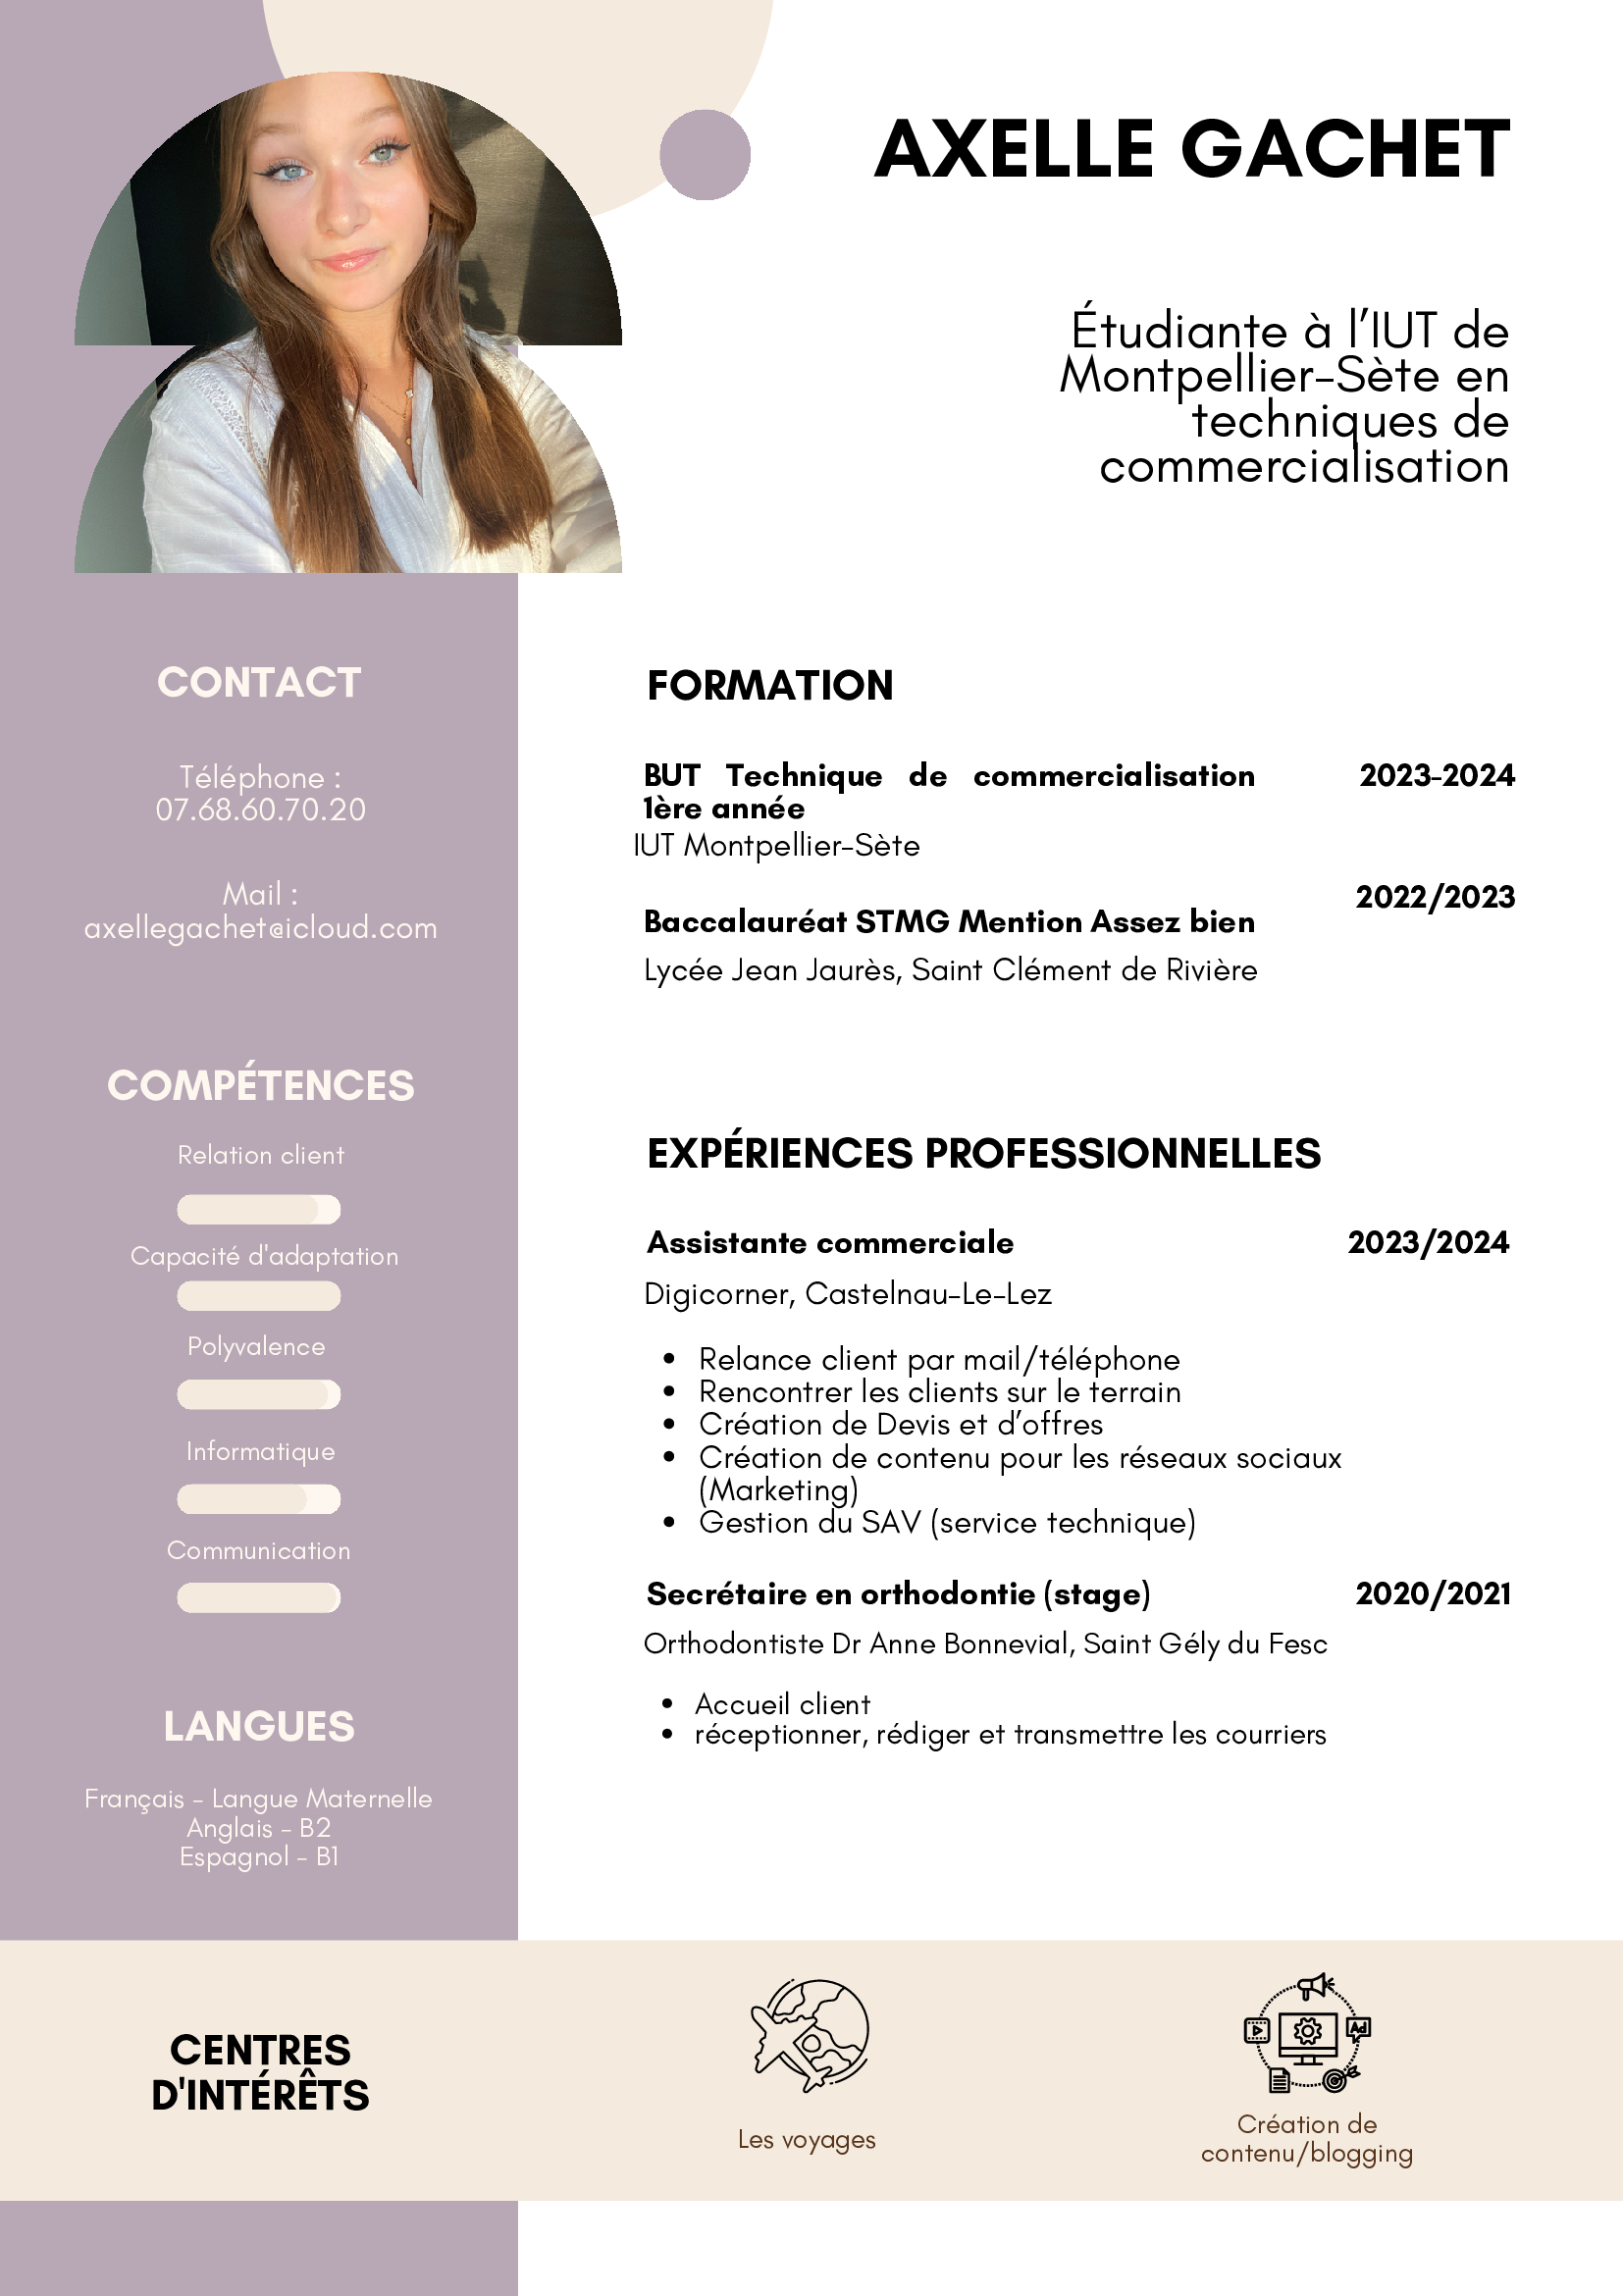 AXELLE GACHET
Étudiante à l’IUT de
Montpellier-Sète en
techniques de
commercialisation
CONTACT
Téléphone :
07.68.60.70.20
Mail :
axellegachet@icloud.com
COMPÉTENCES
Relation client
Capacité d'adaptation
Polyvalence
Informatique
Communication
LANGUES
Français - Langue Maternelle
Anglais - B2
Espagnol - B1
FORMATION
BUT Technique de commercialisation 2023-2024
1ère année
IUT Montpellier-Sète
2022/2023
Baccalauréat STMG Mention Assez bien
Lycée Jean Jaurès, Saint Clément de Rivière
EXPÉRIENCES PROFESSIONNELLES
Assistante commerciale 2023/2024
Digicorner, Castelnau-Le-Lez
• Relance client par mail/téléphone
• Rencontrer les clients sur le terrain
• Création de Devis et d’offres
• Création de contenu pour les réseaux sociaux
(Marketing)
• Gestion du SAV (service technique)
Secrétaire en orthodontie (stage) 2020/2021
Orthodontiste Dr Anne Bonnevial, Saint Gély du Fesc
• Accueil client
• réceptionner, rédiger et transmettre les courriers
CENTRES
D'INTÉRÊTS
Les voyages
Ad
Création de
contenu/blogging